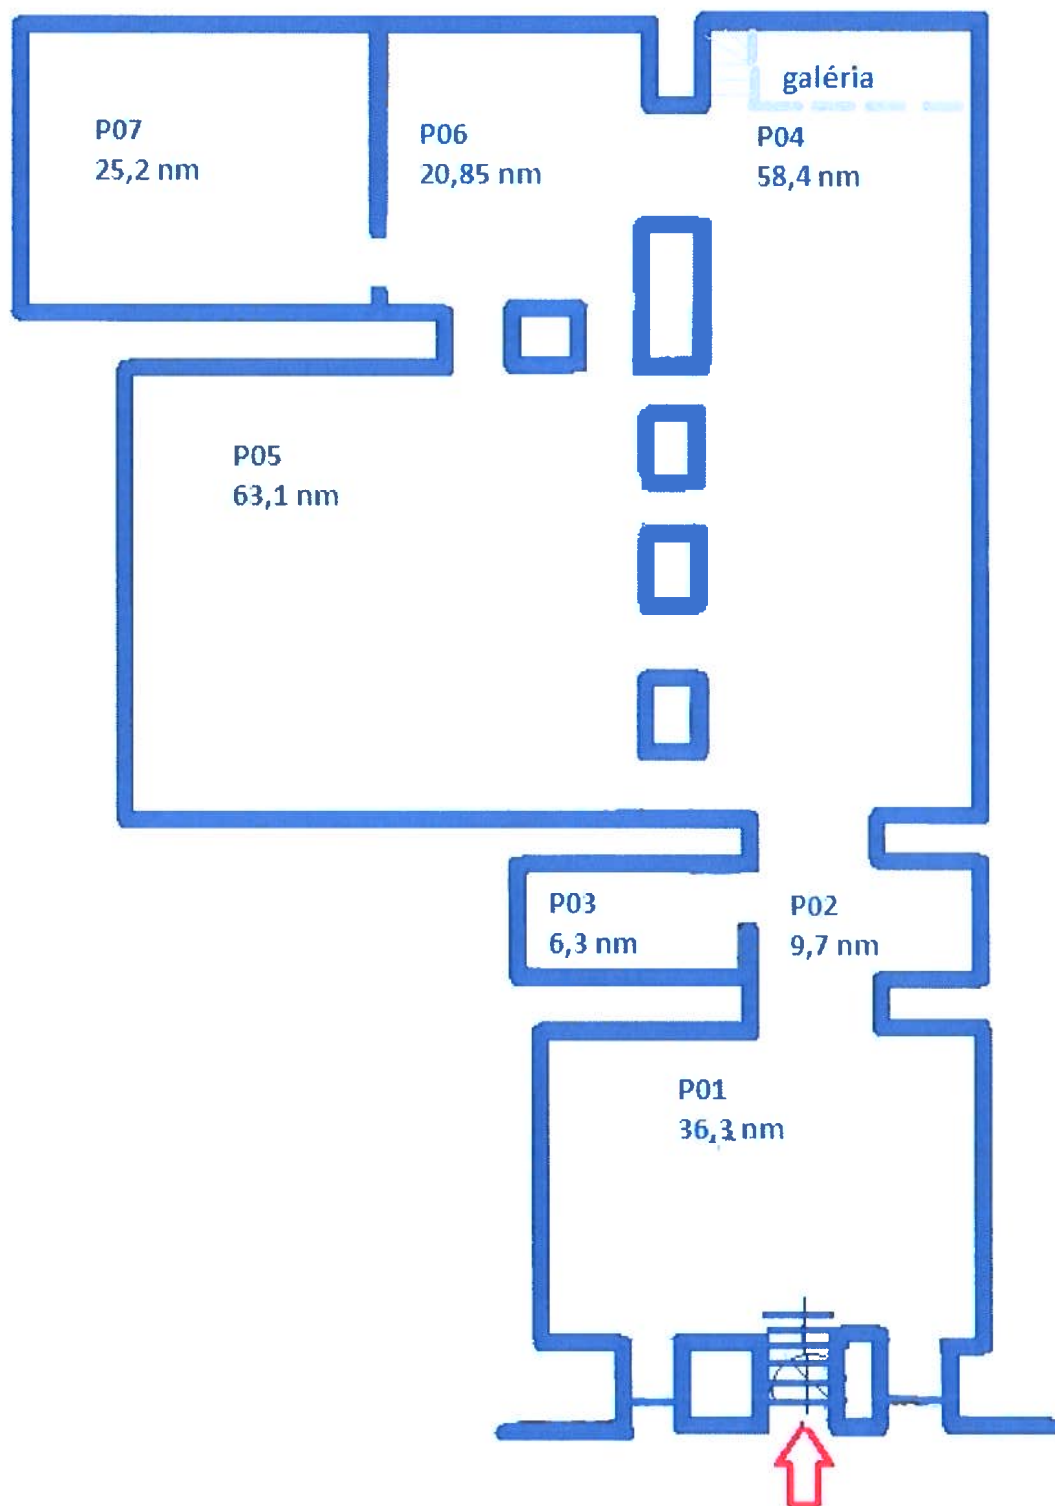 galéria
P07
25,2 nm
P06
20,85 nm
P04
58,4 nm
P05
63,1 nm
P03
6,3 nm
P02
9,7 nm
P01
36,3 nm